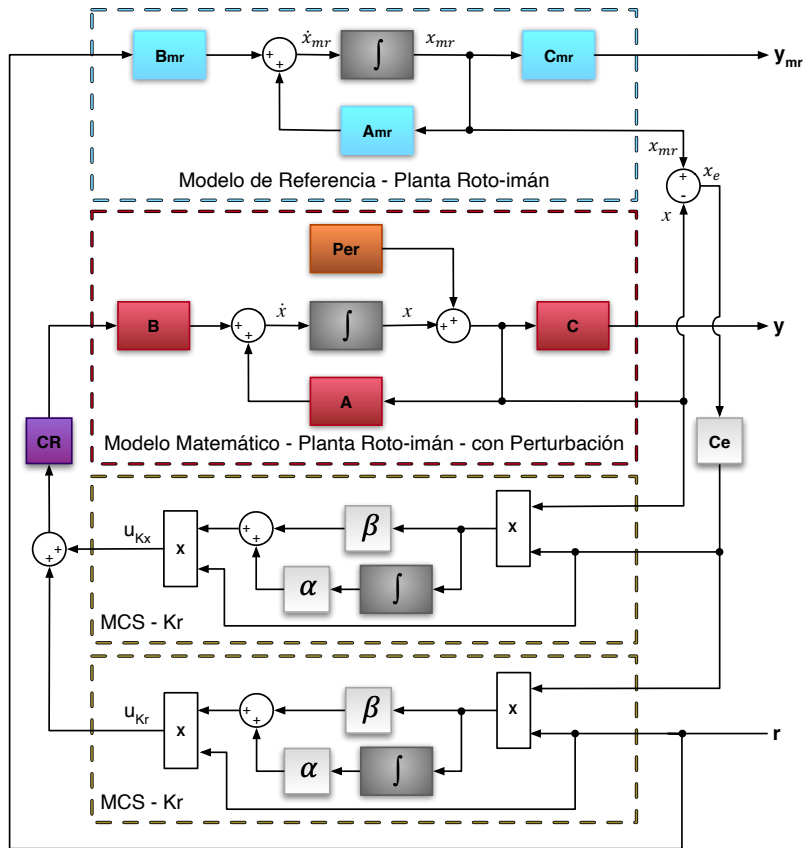 Bmr
+
+
ẋmr
∫
xmr
Cmr
ymr
Amr
Modelo de Referencia - Planta Roto-imán
xmr
xe
+
-
x
Per
B
+
+
ẋ
∫
x
+
+
C
y
A
Modelo Matemático - Planta Roto-imán - con Perturbación
CR
Ce
uKx
x
+
+
β
x
+
+
α
∫
MCS - Kr
uKr
x
+
+
β
x
α
∫
r
MCS - Kr